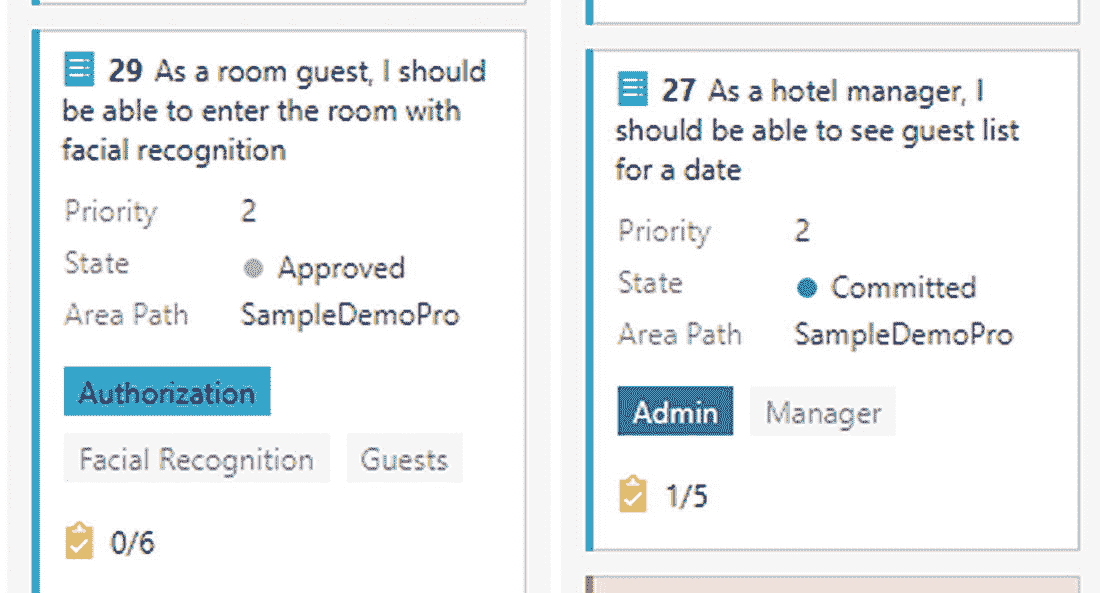 29 As a room guest, I should
be able to enter the room with
facial recognition
Priority 2
State Approved
Area Path SampleDemoPro
Authorization
Facial Recognition Guests
0/6
27 As a hotel manager, I
should be able to see guest list
for a date
Priority 2
State Committed
Area Path SampleDemoPro
Admin Manager
1/5